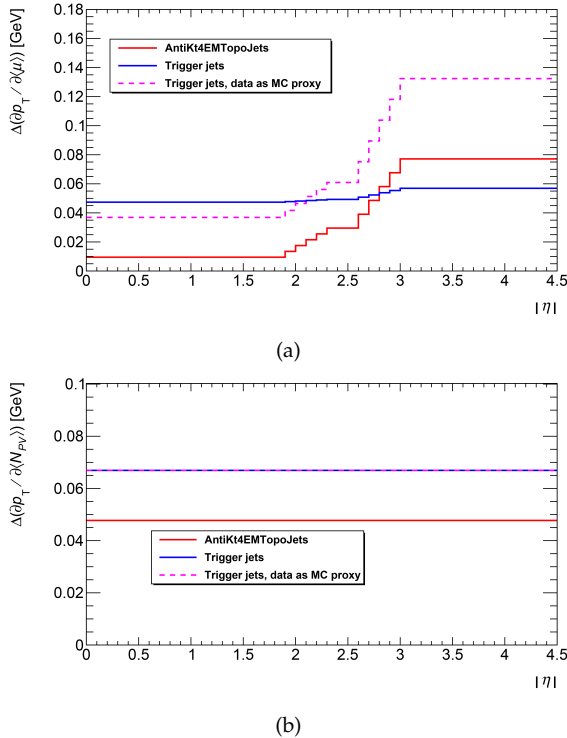 Δ(∂p_T / ∂⟨μ⟩) [GeV]
0.18
0.16
0.14
0.12
0.1
0.08
0.06
0.04
0.02
0
AntiKt4EMTopoJets
Trigger jets
Trigger jets, data as MC proxy
0 0.5 1 1.5 2 2.5 3 3.5 4 4.5
|η|
(a)
Δ(∂p_T / ∂⟨N_PV⟩) [GeV]
0.1
0.08
0.06
0.04
0.02
0
AntiKt4EMTopoJets
Trigger jets
Trigger jets, data as MC proxy
0 0.5 1 1.5 2 2.5 3 3.5 4 4.5
|η|
(b)